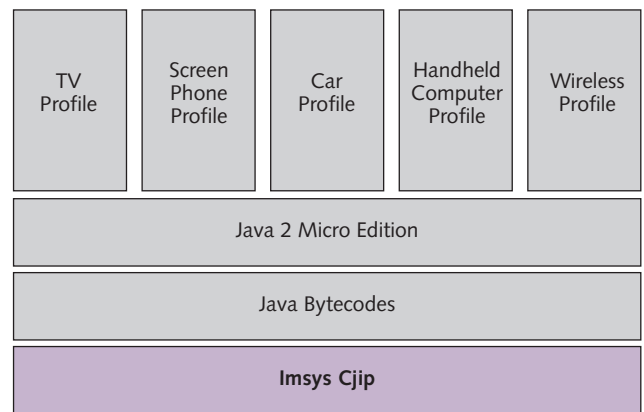 TV
Profile
Screen
Phone
Profile
Car
Profile
Handheld
Computer
Profile
Wireless
Profile
Java 2 Micro Edition
Java Bytecodes
Imsys Cjip